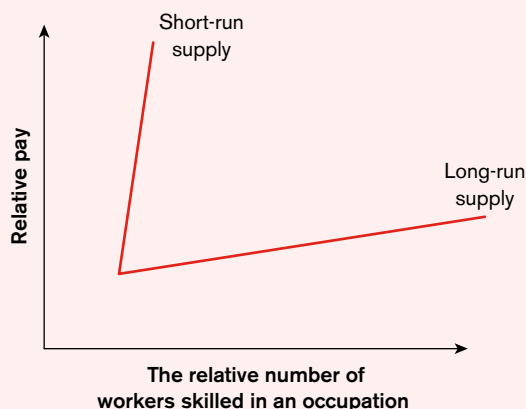 Short-run
supply
Long-run
supply
Relative pay
The relative number of
workers skilled in an occupation